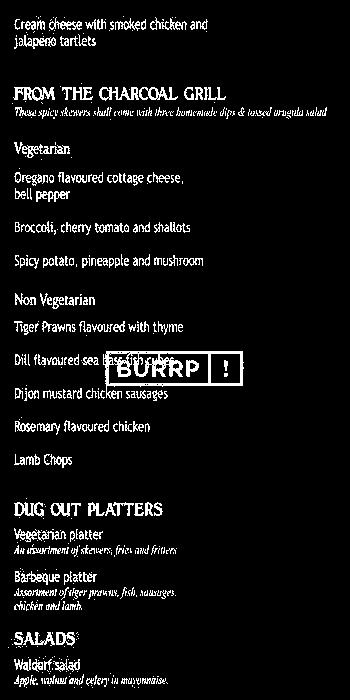 Cream cheese with smoked chicken and
jalapeno tartlets
FROM THE CHARCOAL GRILL
These spicy skewers shall come with three homemade dips & tossed arugula salad
Vegetarian
Oregano flavoured cottage cheese,
bell pepper
Broccoli, cherry tomato and shallots
Spicy potato, pineapple and mushroom
Non Vegetarian
Tiger Prawns flavoured with thyme
Dill flavoured sea bass fish cubes
BURRP !
Dijon mustard chicken sausages
Rosemary flavoured chicken
Lamb Chops
DUG OUT PLATTERS
Vegetarian platter
An assortment of skewers, fries and fritters
Barbeque platter
Assortment of tiger prawns, fish, sausages,
chicken and lamb.
SALADS
Waldorf salad
Apple, walnut and celery in mayonnaise.